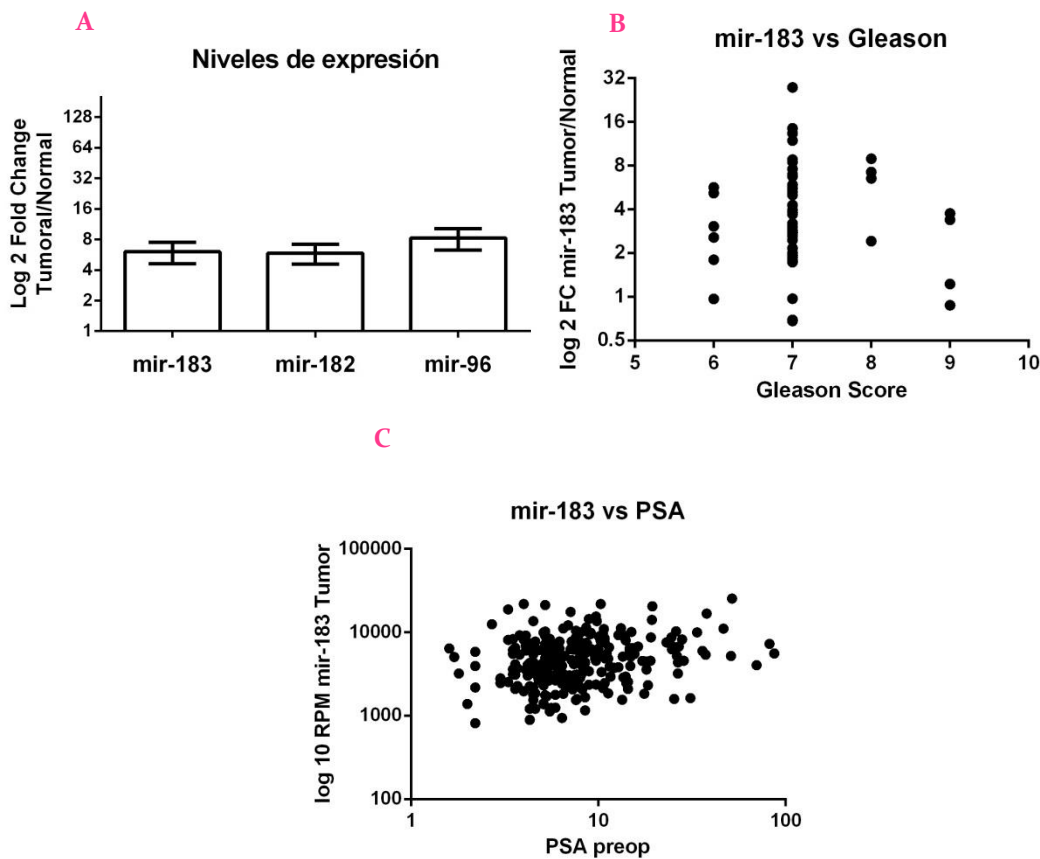 A
Niveles de expresión
Log 2 Fold Change
Tumoral/Normal
128
64
32
16
8
4
2
1
mir-183
mir-182
mir-96
B
mir-183 vs Gleason
log 2 FC mir-183 Tumor/Normal
32
16
8
4
2
1
0.5
5
6
7
8
9
10
Gleason Score
C
mir-183 vs PSA
log 10 RPM mir-183 Tumor
100000
10000
1000
100
1
10
100
PSA preop